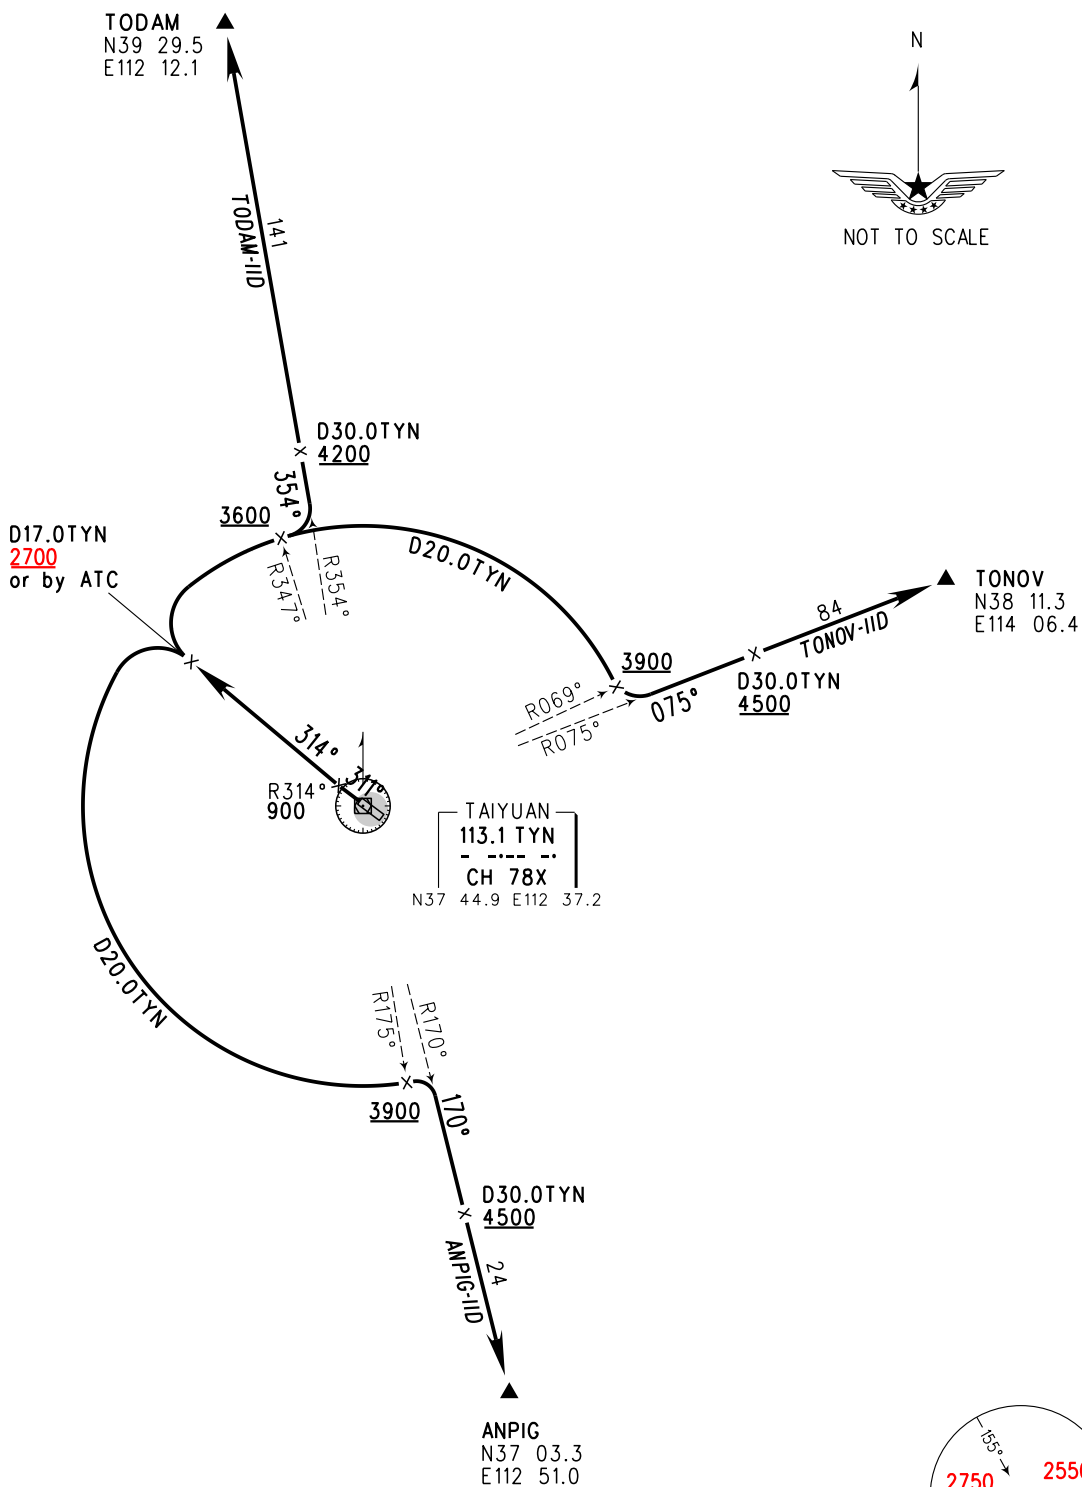 TODAM
N39 29.5
E112 12.1
N
NOT TO SCALE
141
TODAM-IID
D30.0TYN
4200
354°
3600
D17.0TYN
2700
or by ATC
R347°
R354°
D20.0TYN
TONOV
N38 11.3
E114 06.4
84
TONOV-IID
3900
D30.0TYN
4500
075°
R069°
R075°
314°
311°
R314°
900
TAIYUAN
113.1 TYN
CH 78X
N37 44.9 E112 37.2
D20.0TYN
R175°
R170°
3900
170°
D30.0TYN
4500
24
ANPIG-IID
ANPIG
N37 03.3
E112 51.0
155°
2750